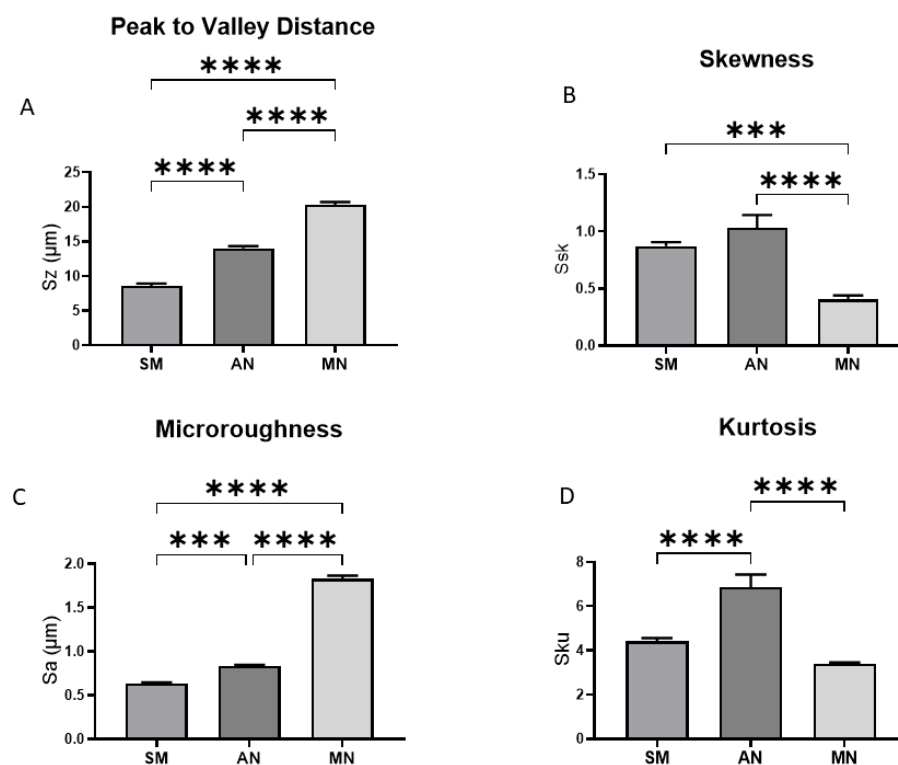 Peak to Valley Distance
A
****
****
****
Sz (µm)
25
20
15
10
5
0
SM AN MN
Skewness
B
***
****
Ssk
1.5
1.0
0.5
0.0
SM AN MN
Microroughness
C
****
*** ****
Sa (µm)
2.0
1.5
1.0
0.5
0.0
SM AN MN
Kurtosis
D
****
****
Sku
8
6
4
2
0
SM AN MN